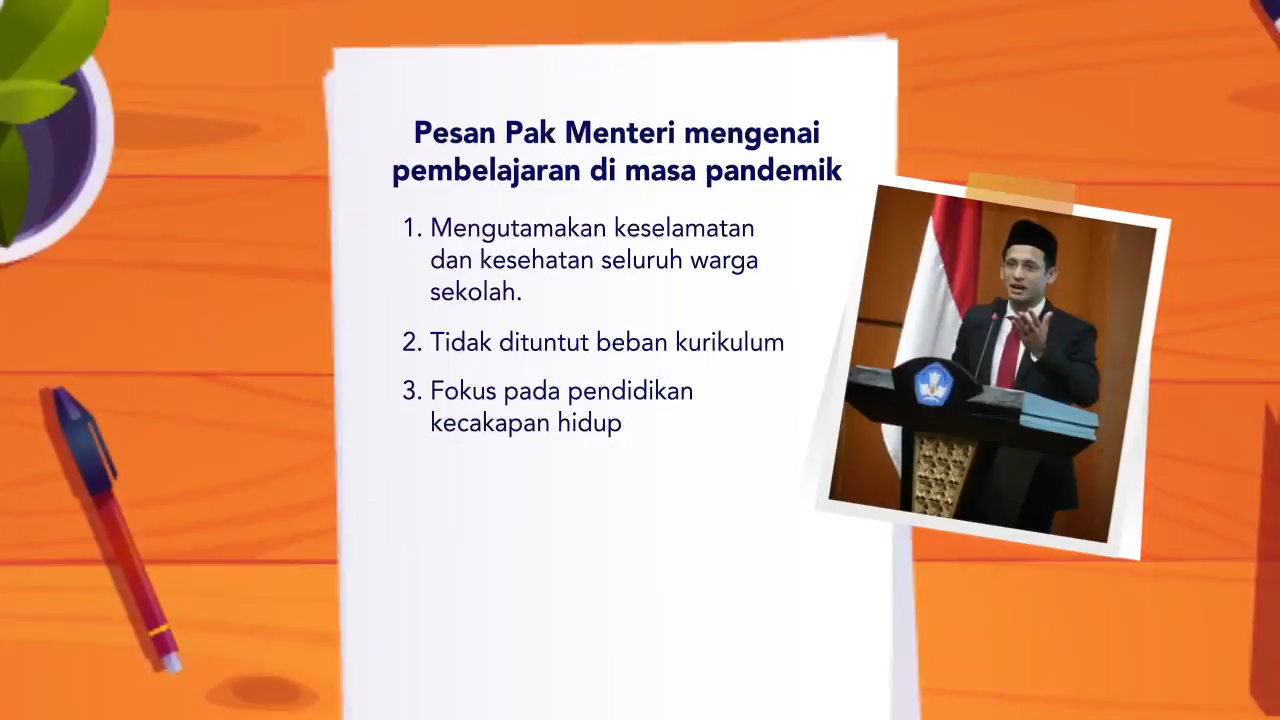 Pesan Pak Menteri mengenai
pembelajaran di masa pandemik
1. Mengutamakan keselamatan
dan kesehatan seluruh warga
sekolah.
2. Tidak dituntut beban kurikulum
3. Fokus pada pendidikan
kecakapan hidup